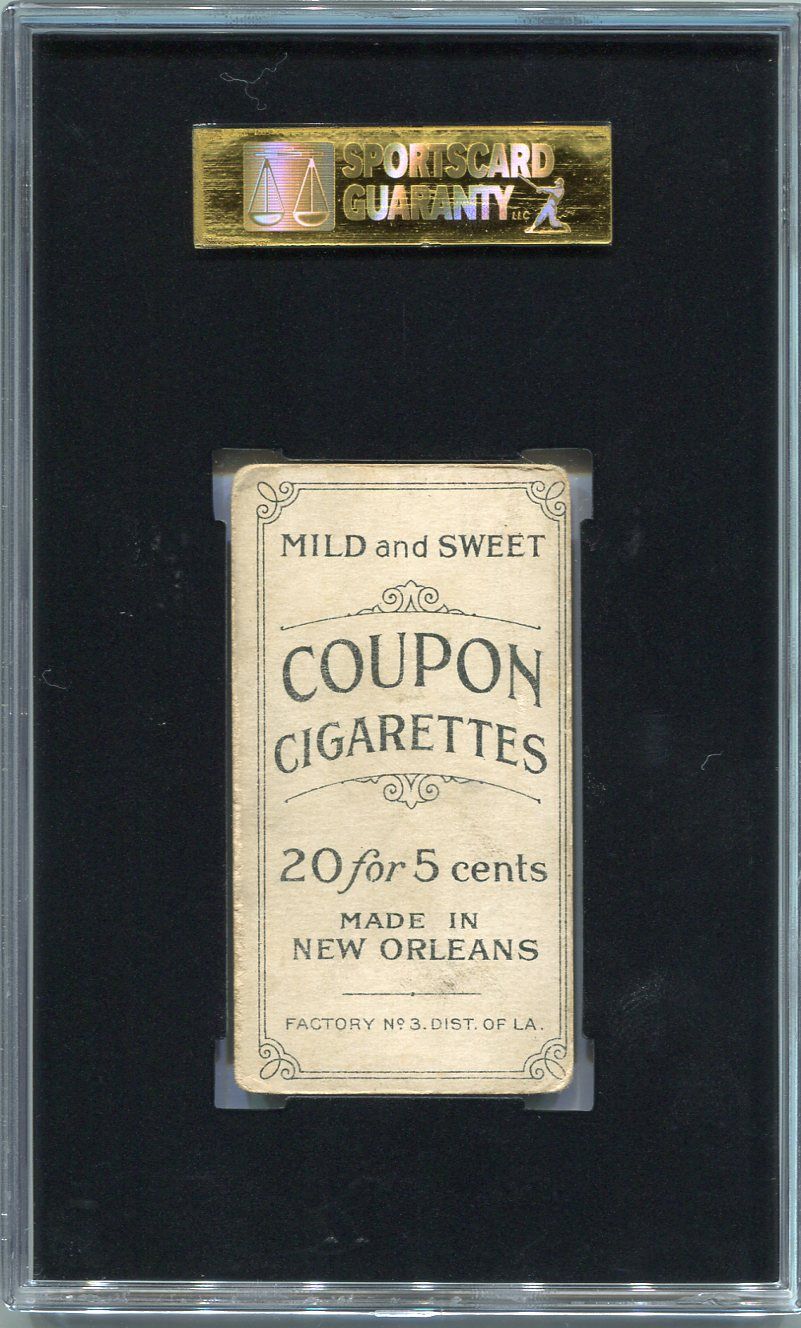 SPORTSCARD
GUARANTY LLC
MILD and SWEET
COUPON
CIGARETTES
20 for 5 cents
MADE IN
NEW ORLEANS
FACTORY Nº 3. DIST. OF LA.